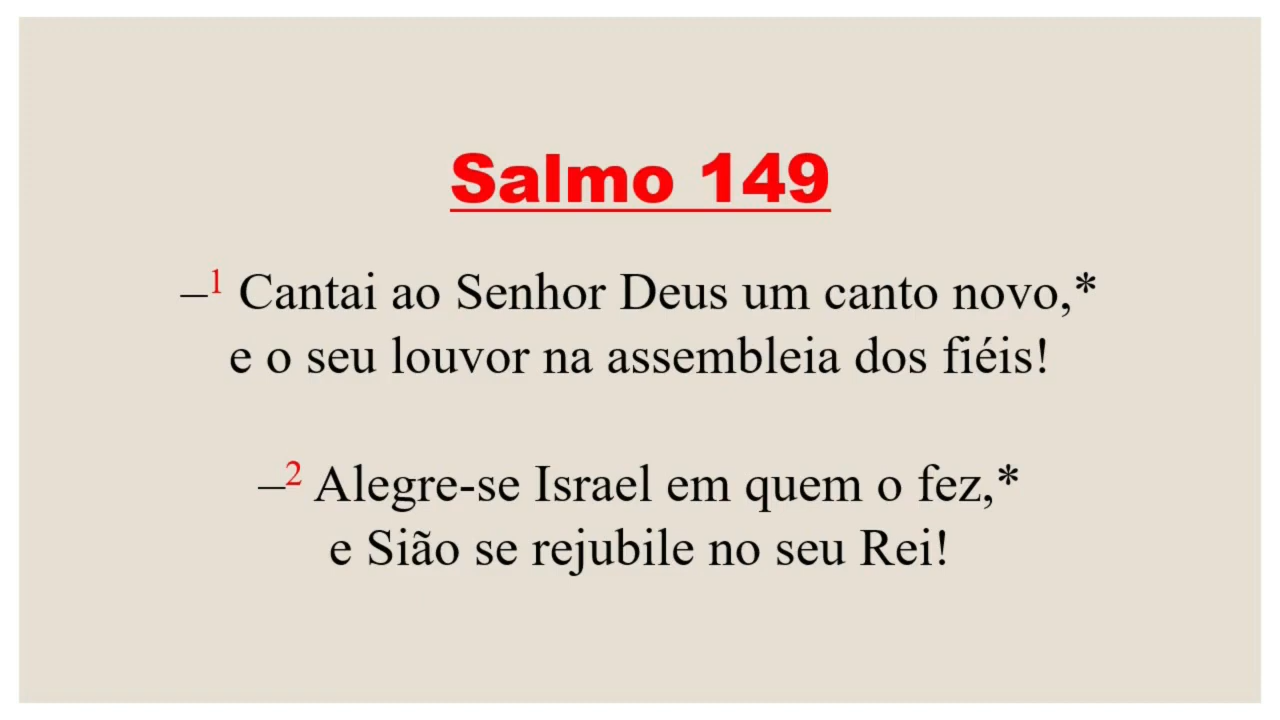 Salmo 149
–1 Cantai ao Senhor Deus um canto novo,*
e o seu louvor na assembleia dos fiéis!
–2 Alegre-se Israel em quem o fez,*
e Sião se rejubile no seu Rei!